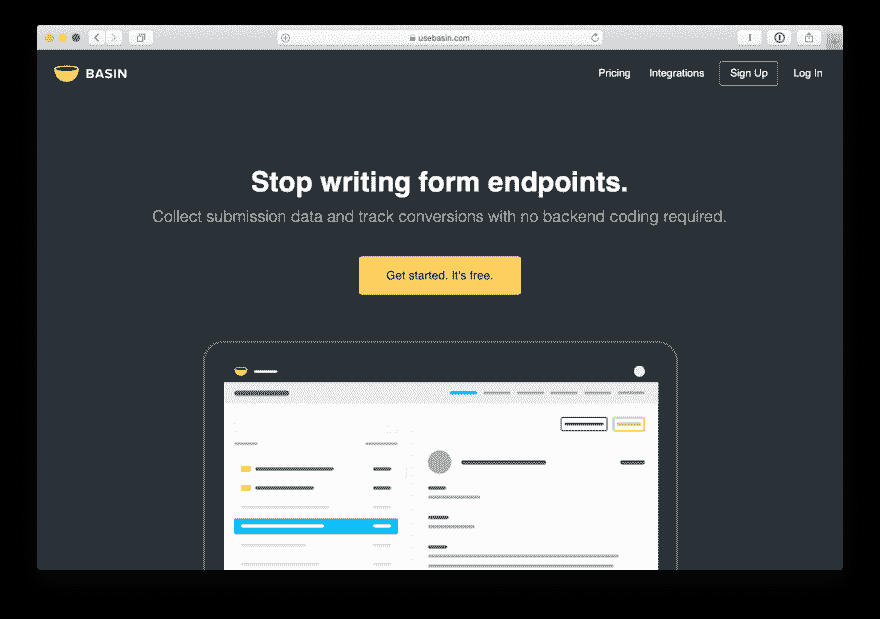 usebasin.com
BASIN
Pricing Integrations Sign Up Log In
Stop writing form endpoints.
Collect submission data and track conversions with no backend coding required.
Get started. It's free.